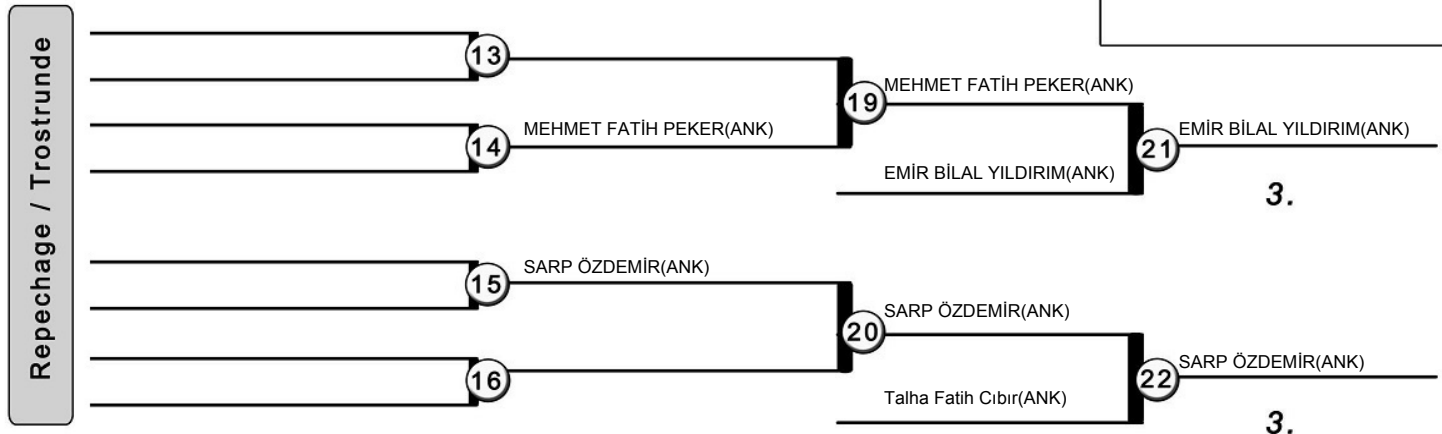 Repechage / Trostrunde
13
MEHMET FATİH PEKER(ANK)
14
MEHMET FATİH PEKER(ANK)
19
EMİR BİLAL YILDIRIM(ANK)
EMİR BİLAL YILDIRIM(ANK)
21
3.
SARP ÖZDEMİR(ANK)
15
16
SARP ÖZDEMİR(ANK)
20
Talha Fatih Cıbır(ANK)
SARP ÖZDEMİR(ANK)
22
3.